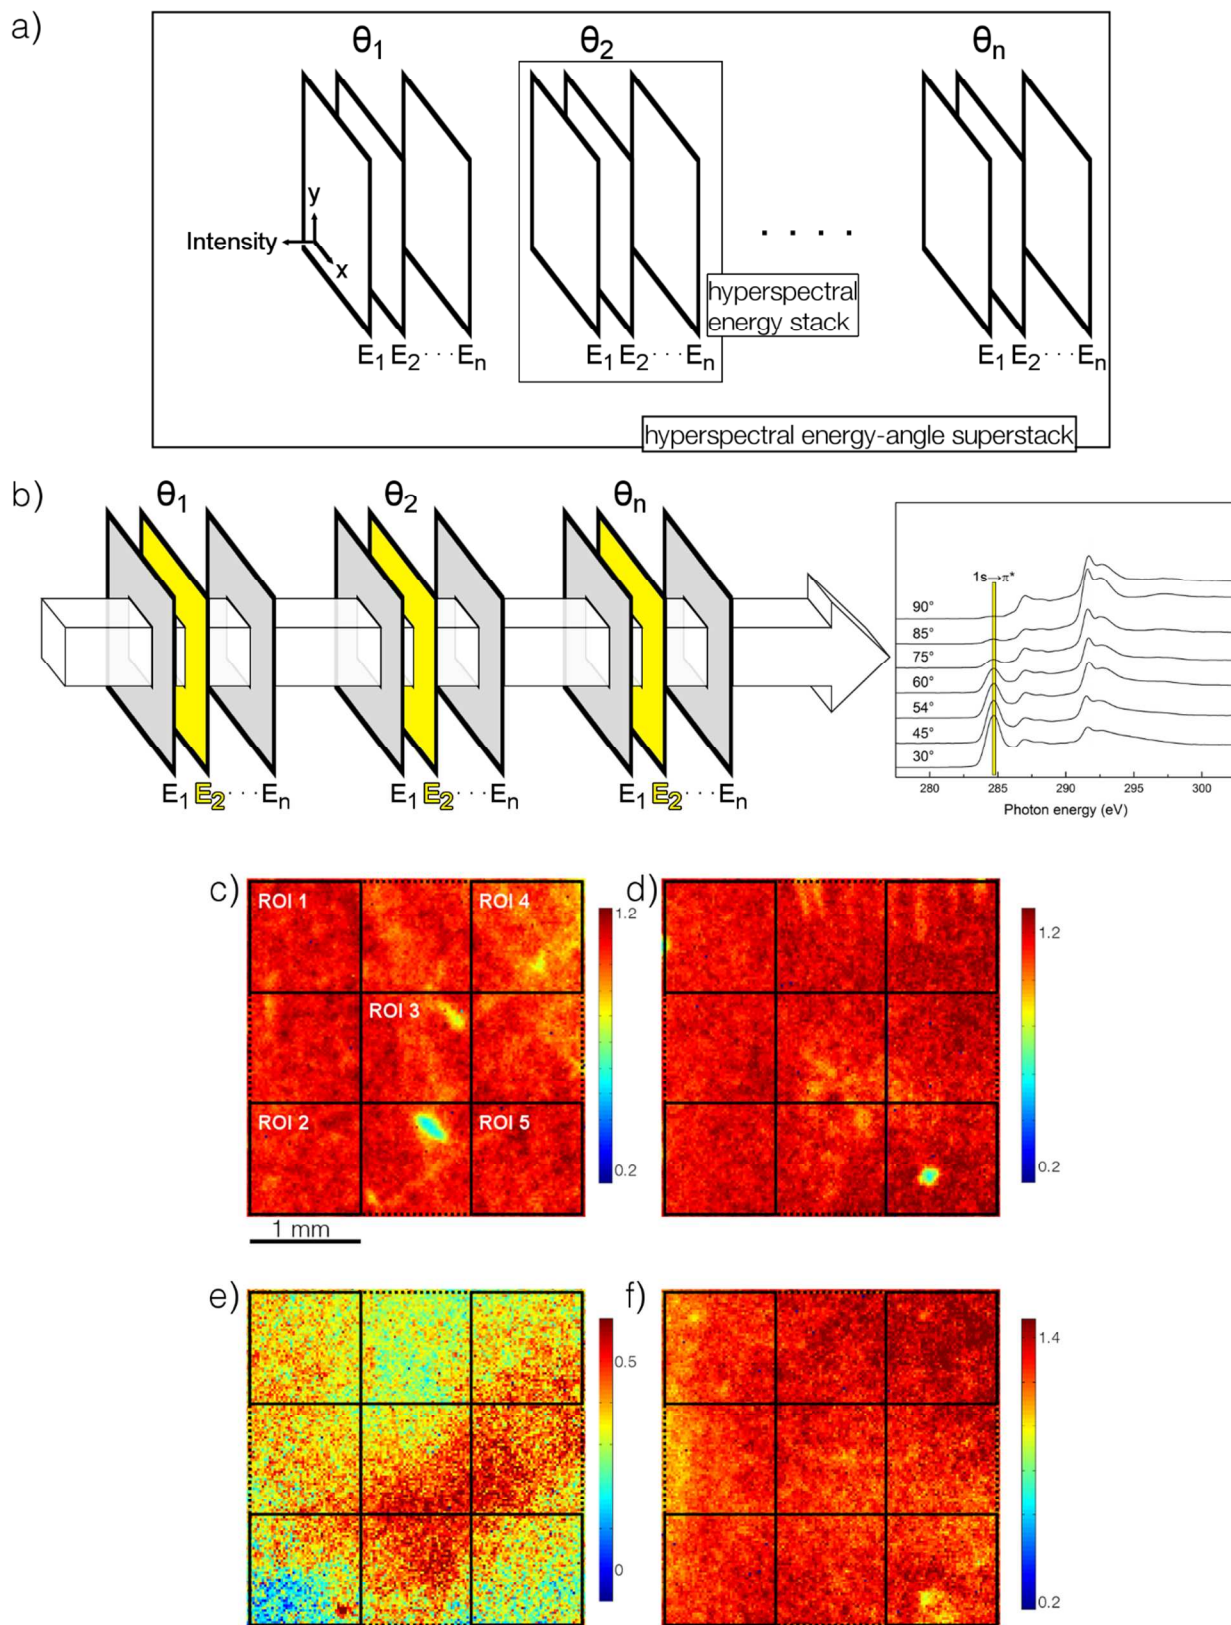 a)
θ1 θ2 θn
y
Intensity
x
. . . .
hyperspectral
energy stack
E1 E2 ··· En E1 E2 ··· En E1 E2 ··· En
hyperspectral energy-angle superstack
b)
θ1 θ2 θn
E1 E2 ··· En E1 E2 ··· En E1 E2 ··· En
1s→π*
90°
85°
75°
60°
54°
45°
30°
280 285 290 295 300
Photon energy (eV)
c) d)
ROI 1 ROI 4
ROI 3
ROI 2 ROI 5
1.2
0.2
1.2
0.2
1 mm
e) f)
0.5
0
1.4
0.2